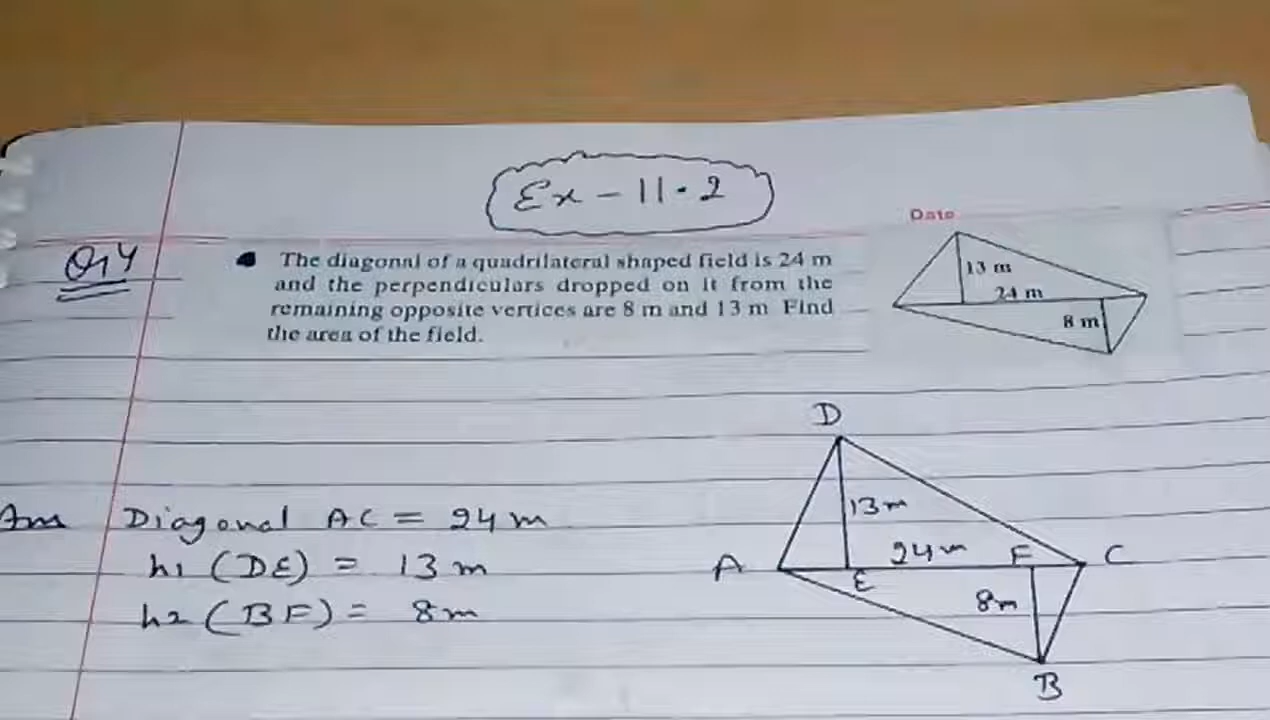 Ex - 11.2
Date
Q.4
The diagonal of a quadrilateral shaped field is 24 m
and the perpendiculars dropped on it from the
remaining opposite vertices are 8 m and 13 m Find
the area of the field.
13 m
24 m
8 m
D
13m
24m
A
E
F
C
8m
B
Ans Diagonal AC = 24m
h1 (DE) = 13 m
h2 (BF) = 8m